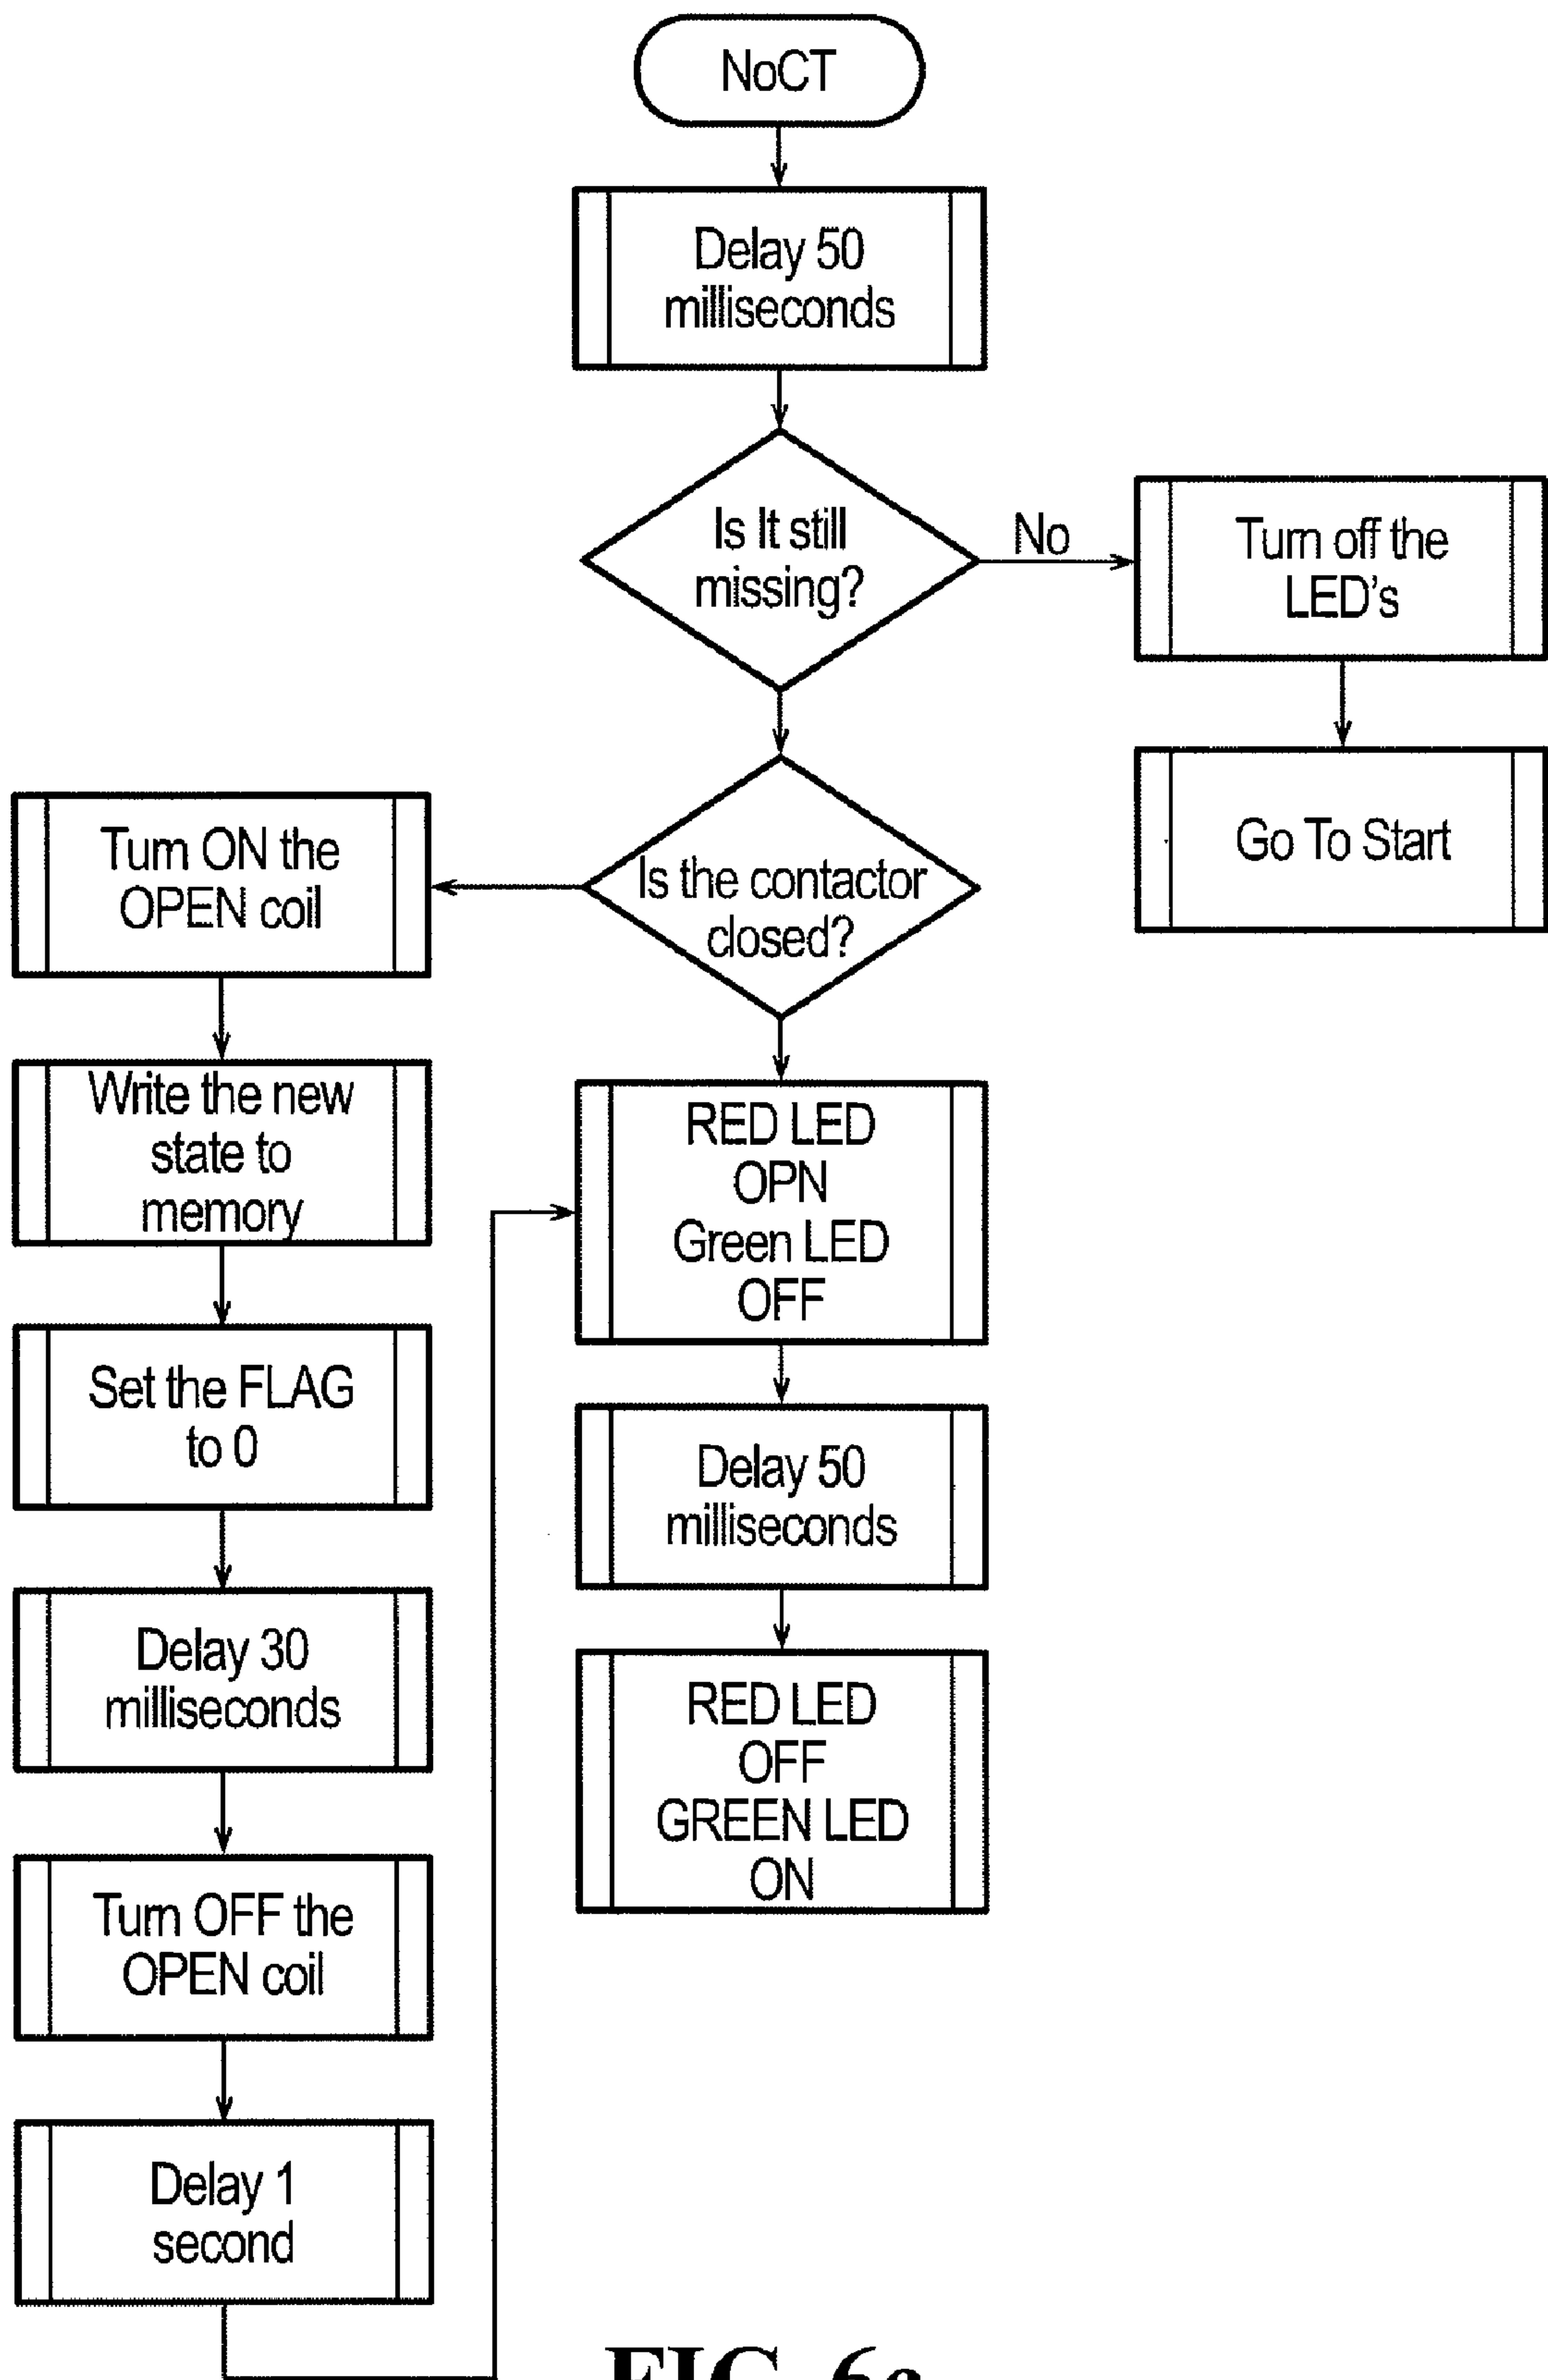 NoCT
Delay 50
milliseconds
Is It still
missing?
No
Turn off the
LED's
Go To Start
Is the contactor
closed?
Turn ON the
OPEN coil
Write the new
state to
memory
Set the FLAG
to 0
Delay 30
milliseconds
Turn OFF the
OPEN coil
Delay 1
second
RED LED
OPN
Green LED
OFF
Delay 50
milliseconds
RED LED
OFF
GREEN LED
ON